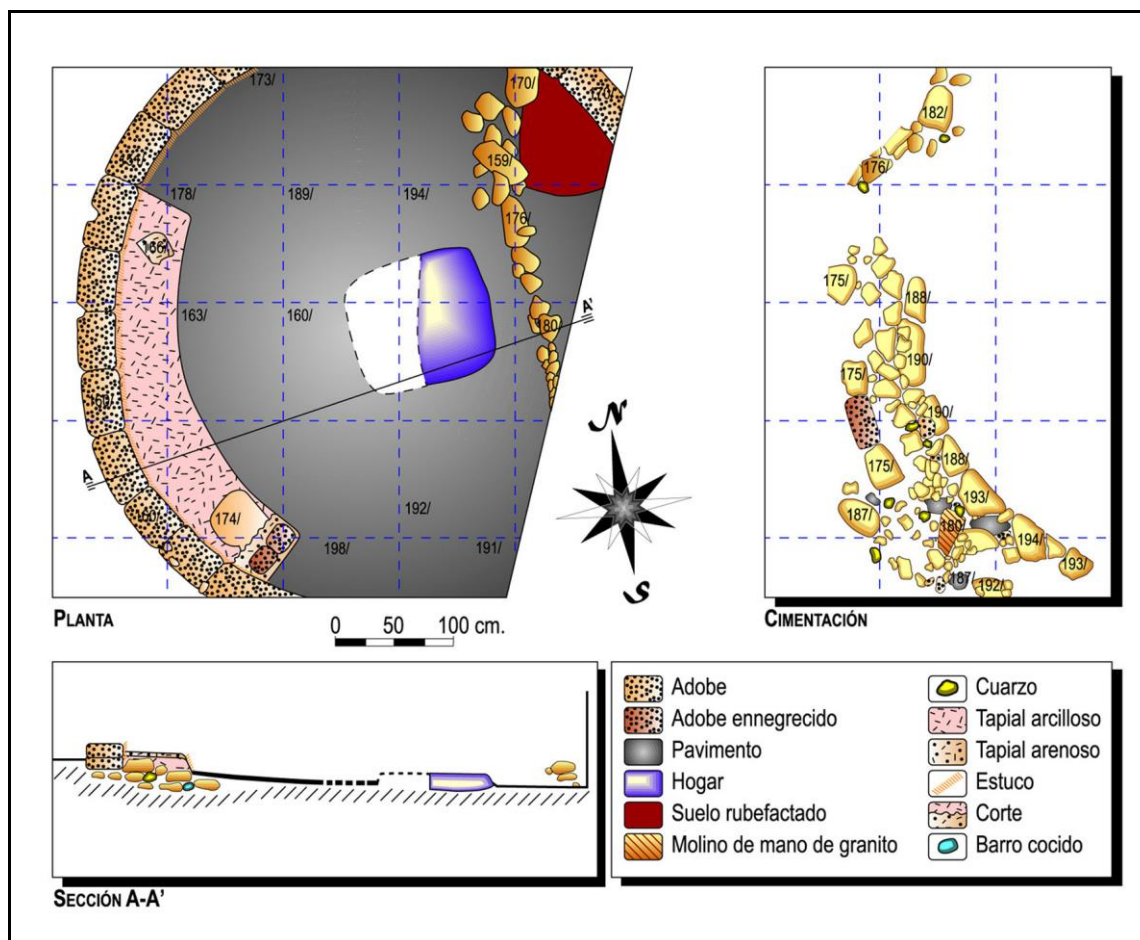 173/
170/
170/
182/
159/
176/
178/
189/
194/
176/
166/
175/
163/
160/
188/
180/
A'
190/
175/
190/
A
N
188/
175/
193/
174/
192/
187/
180
194/
198/
191/
S
193/
187/
192/
PLANTA
0 50 100 cm.
CIMENTACIÓN
Adobe
Adobe ennegrecido
Pavimento
Hogar
Suelo rubefactado
Molino de mano de granito
Cuarzo
Tapial arcilloso
Tapial arenoso
Estuco
Corte
Barro cocido
SECCIÓN A-A'